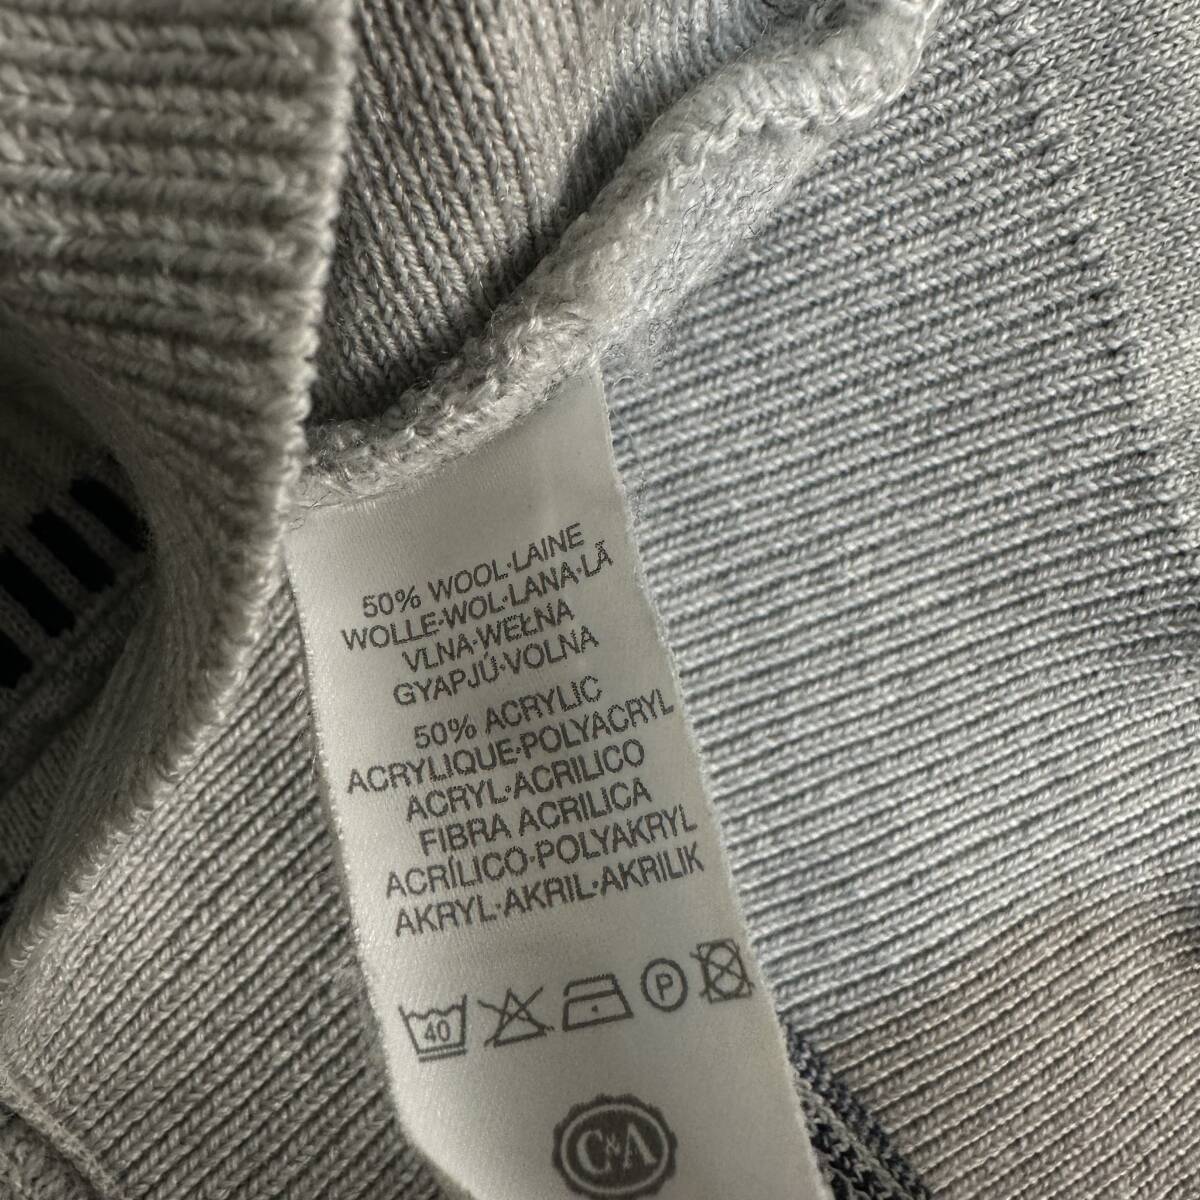 50% WOOL·LAINE
WOLLE·WOL·LANA·LÃ
VLNA·WEŁNA
GYAPJÚ·VOLNA
50% ACRYLIC
ACRYLIQUE·POLYACRYL
ACRYL·ACRILICO
FIBRA ACRILICA
ACRÍLICO·POLYAKRYL
AKRYL·AKRIL·AKRILIK
40 P
C&A